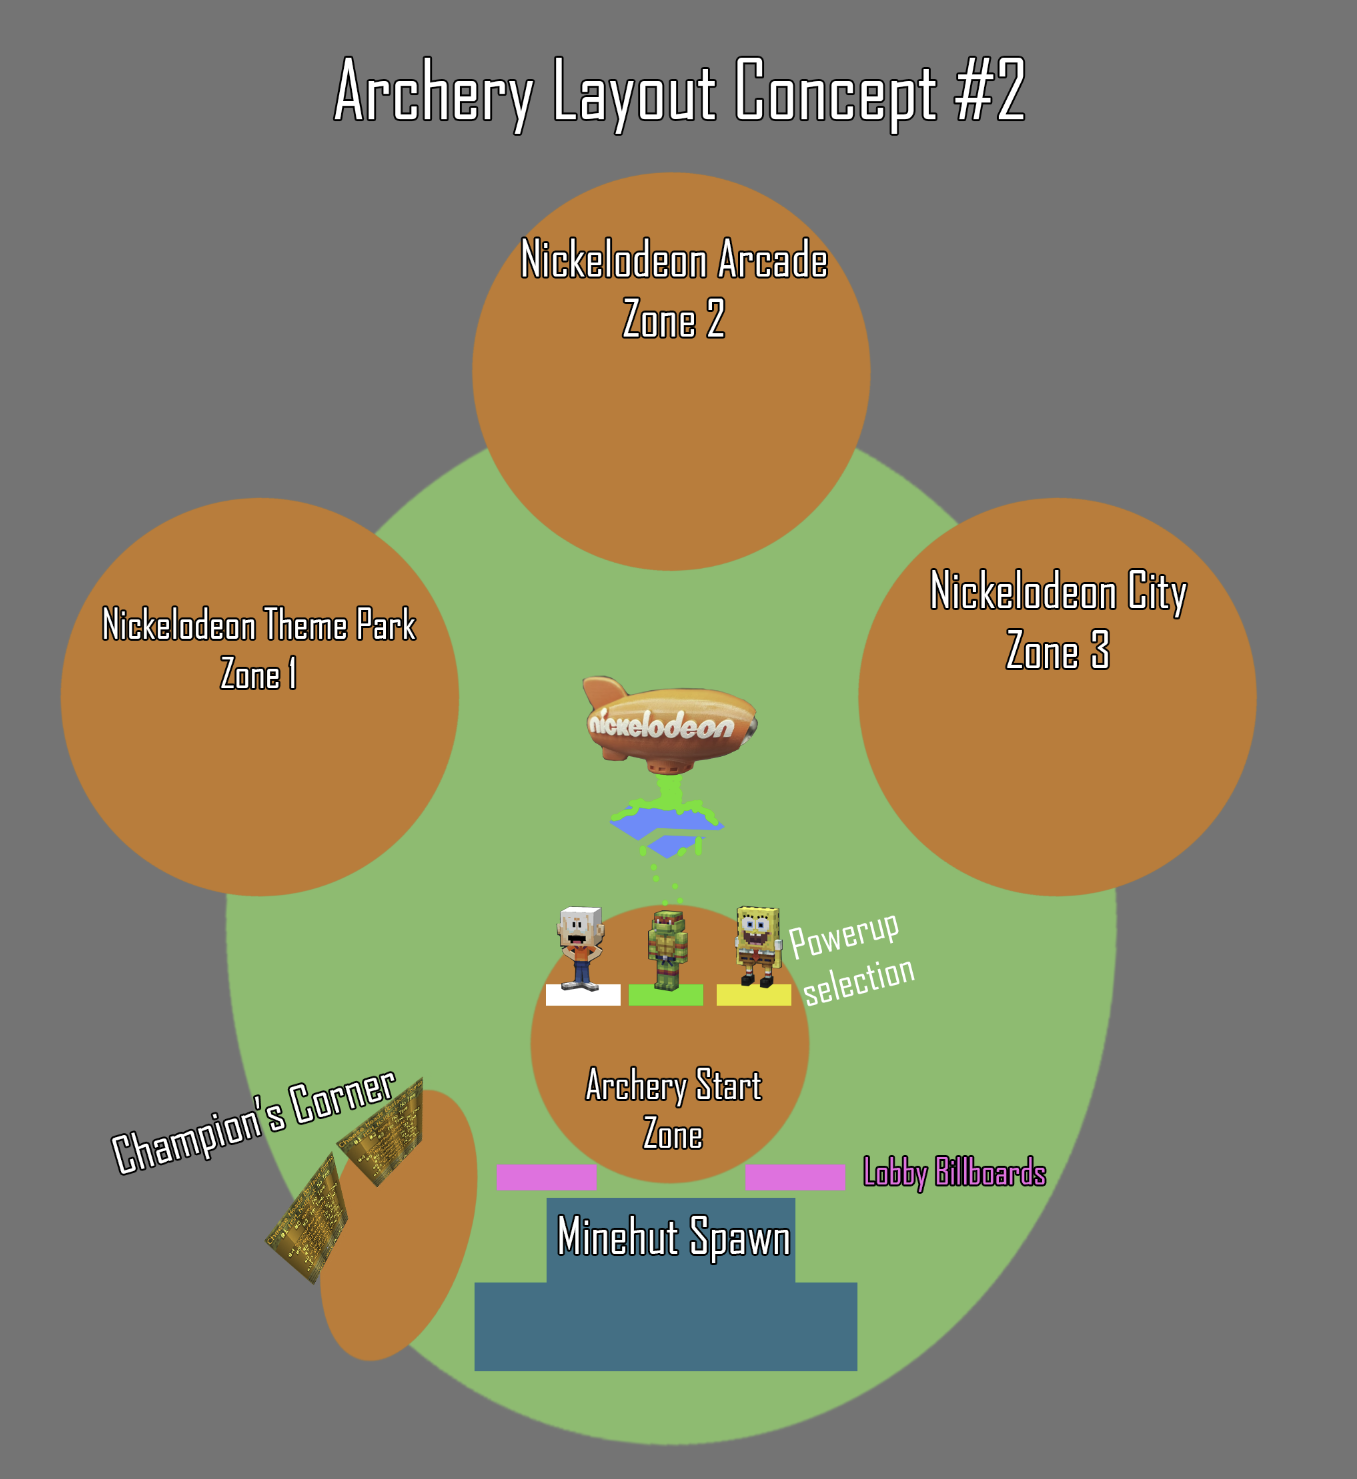 Archery Layout Concept #2
Nickelodeon Arcade
Zone 2
Nickelodeon Theme Park
Zone 1
Nickelodeon City
Zone 3
nickelodeon
Powerup
selection
Archery Start
Zone
Champion's Corner
Lobby Billboards
Minehut Spawn